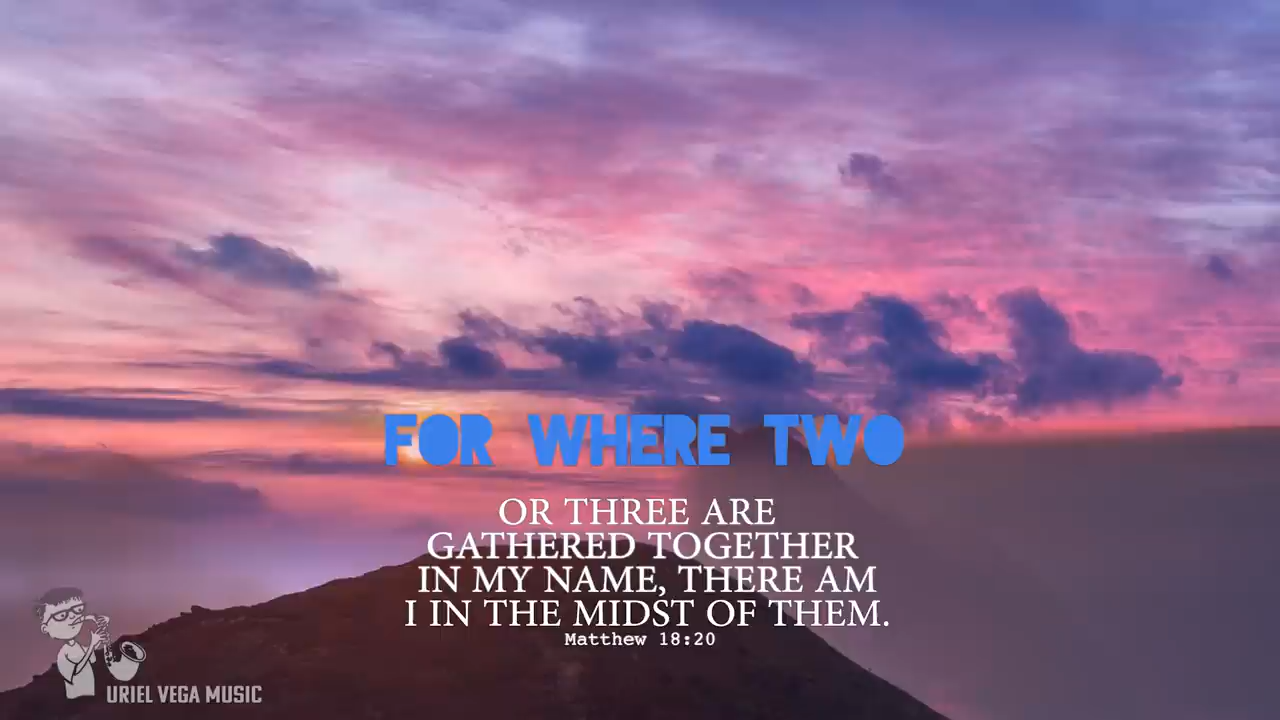 FOR WHERE TWO
OR THREE ARE
GATHERED TOGETHER
IN MY NAME, THERE AM
I IN THE MIDST OF THEM.
Matthew 18:20
URIEL VEGA MUSIC